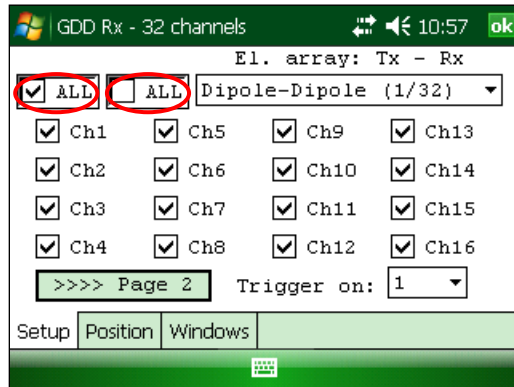 GDD Rx - 32 channels 10:57 ok
El. array: Tx - Rx
ALL ALL Dipole-Dipole (1/32)
Ch1 Ch5 Ch9 Ch13
Ch2 Ch6 Ch10 Ch14
Ch3 Ch7 Ch11 Ch15
Ch4 Ch8 Ch12 Ch16
>>>> Page 2 Trigger on: 1
Setup Position Windows